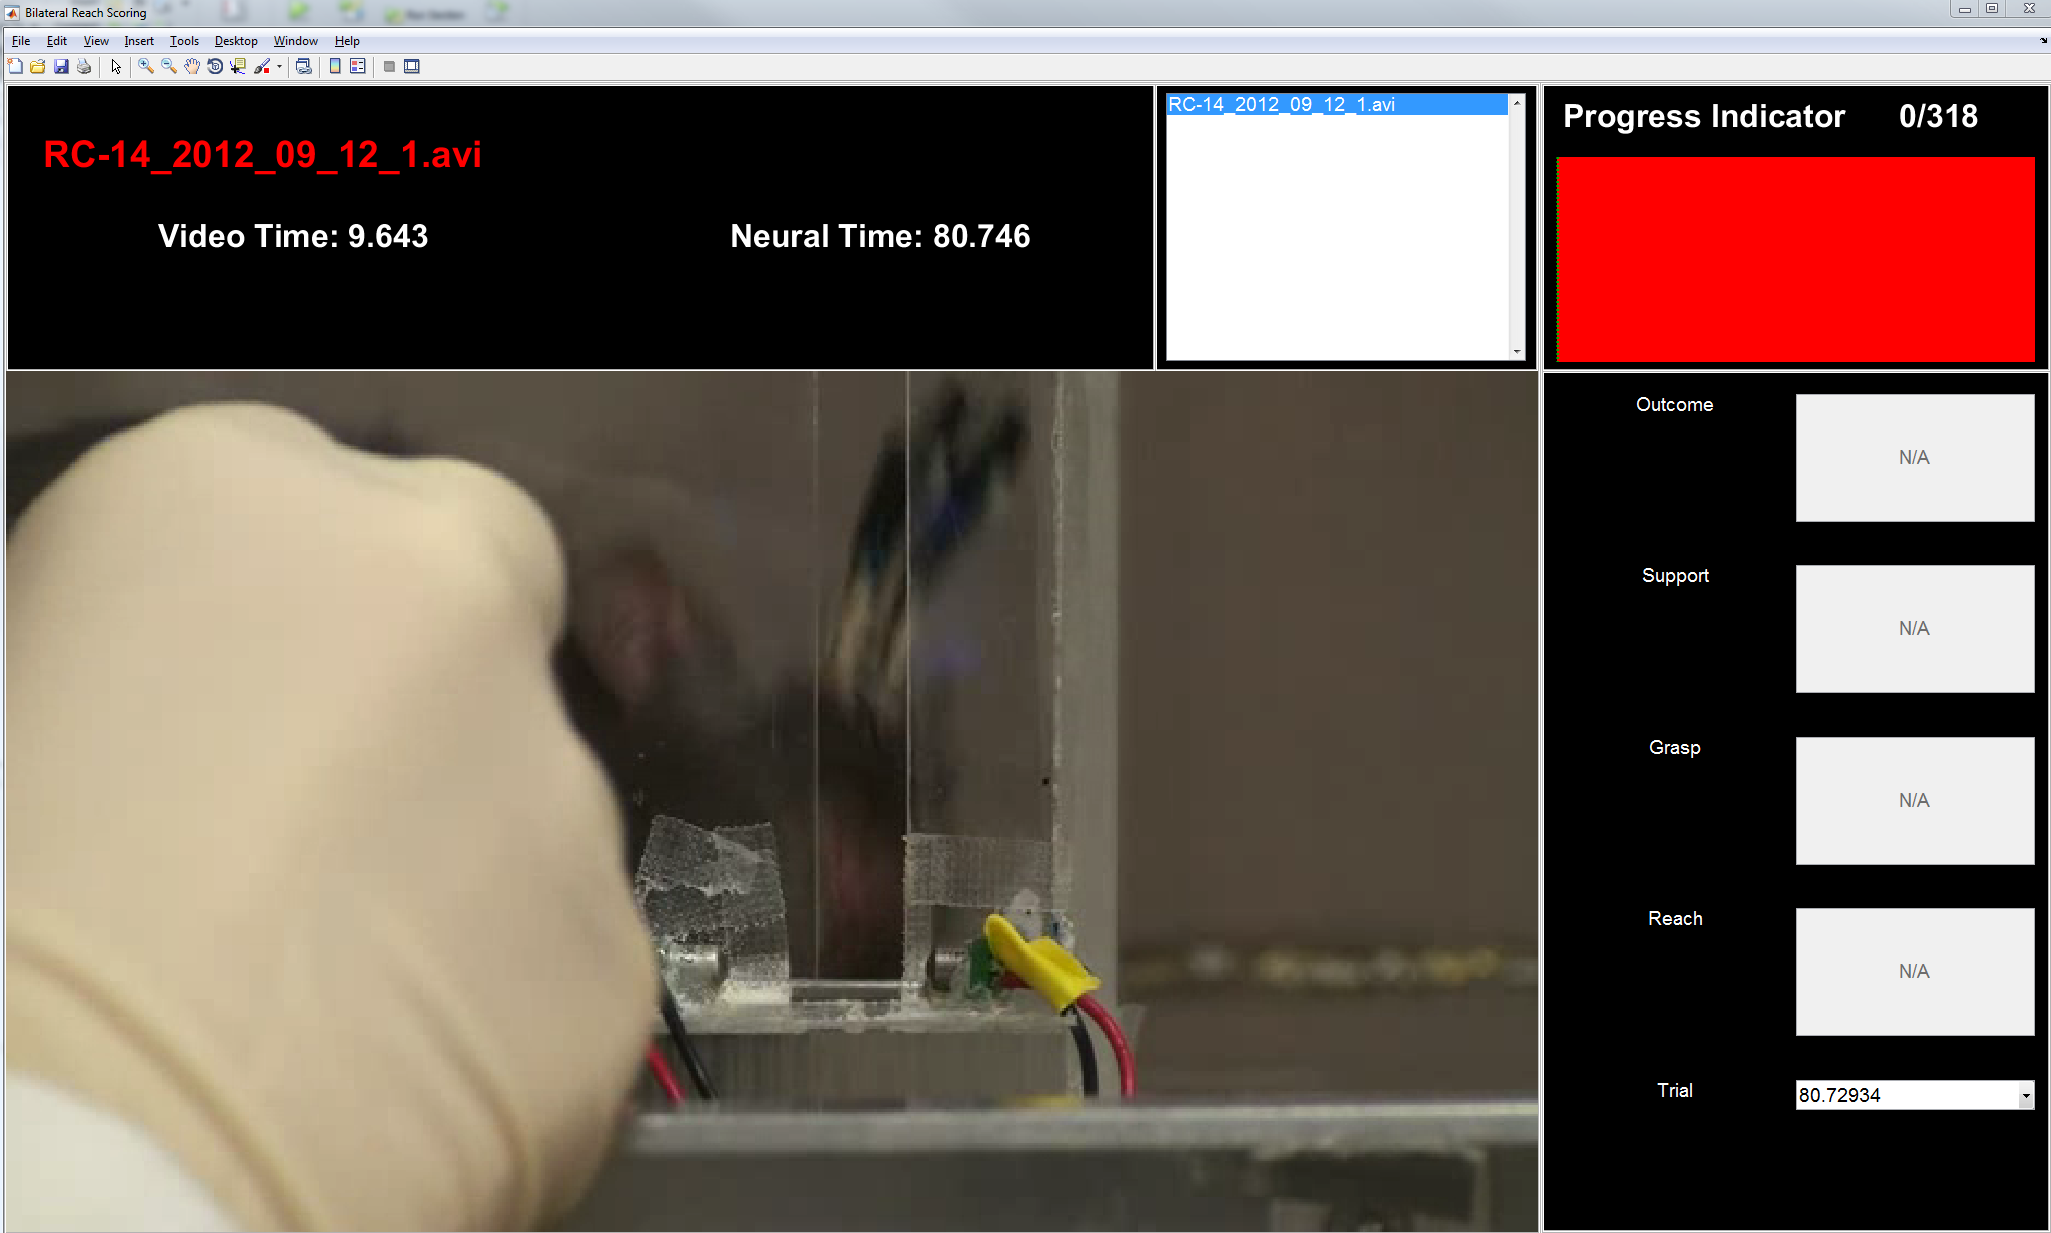 Bilateral Reach Scoring
File Edit View Insert Tools Desktop Window Help
RC-14_2012_09_12_1.avi
Video Time: 9.643
Neural Time: 80.746
RC-14_2012_09_12_1.avi
Progress Indicator 0/318
Outcome
N/A
Support
N/A
Grasp
N/A
Reach
N/A
Trial
80.72934